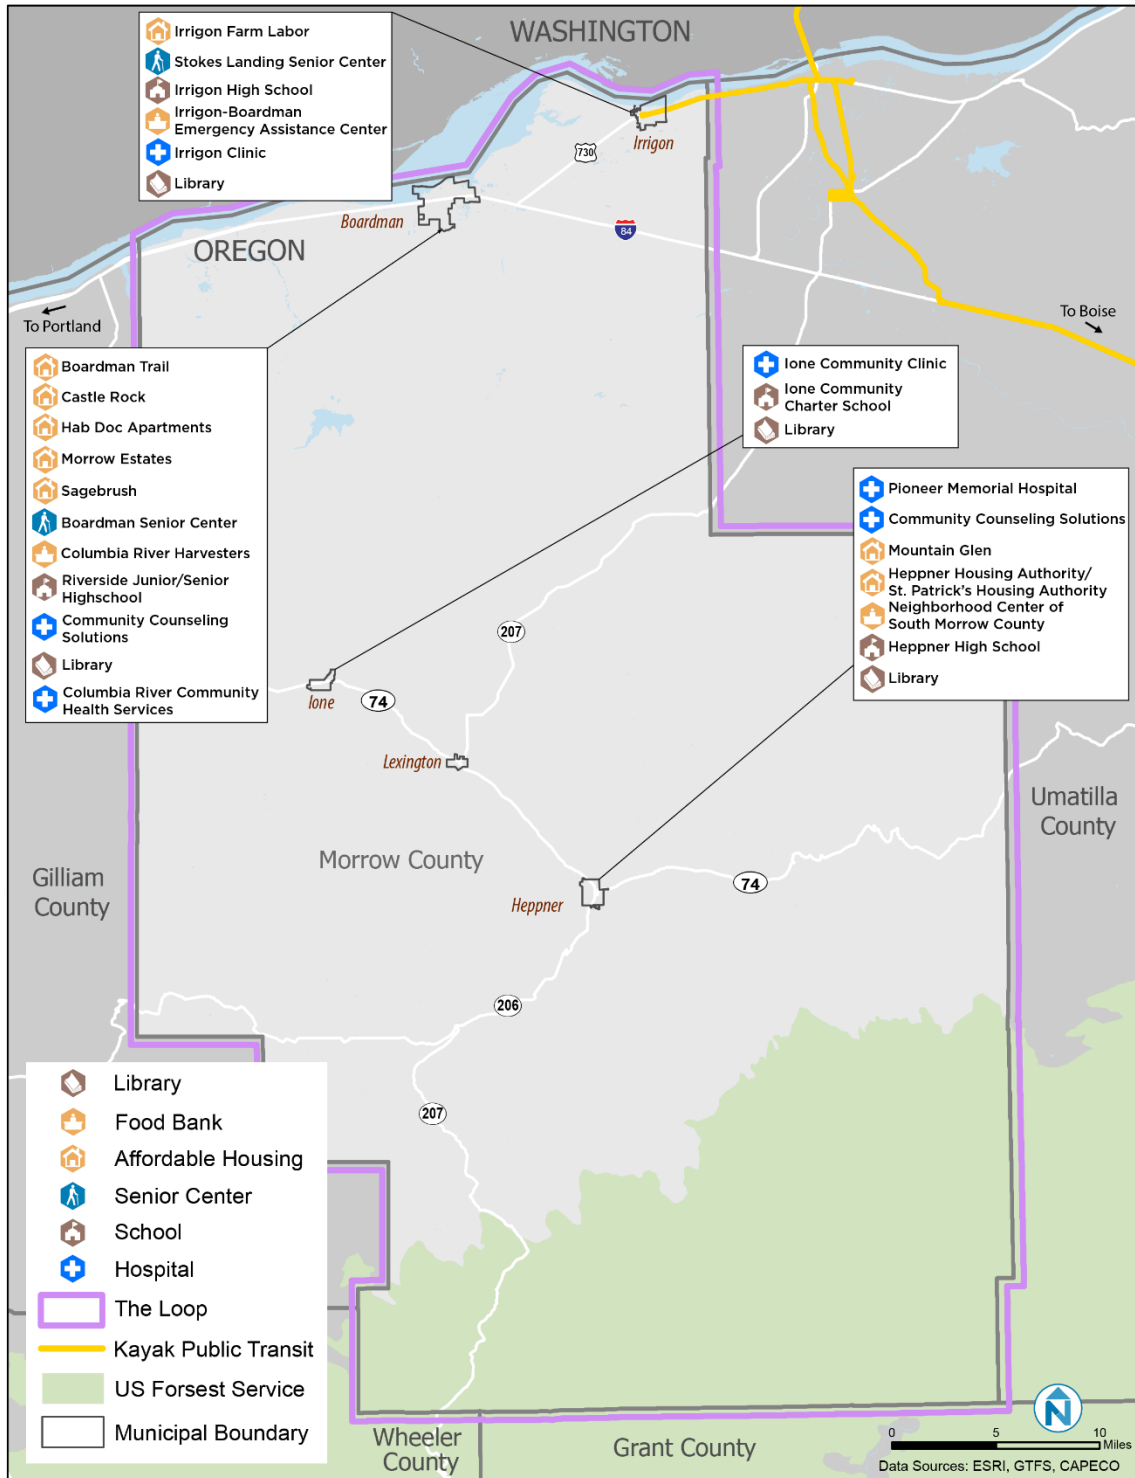 WASHINGTON
Irrigon Farm Labor
Stokes Landing Senior Center
Irrigon High School
Irrigon-Boardman
Emergency Assistance Center
Irrigon Clinic
Library
Irrigon
730
Boardman
84
OREGON
To Portland
To Boise
Boardman Trail
Castle Rock
Hab Doc Apartments
Morrow Estates
Sagebrush
Boardman Senior Center
Columbia River Harvesters
Riverside Junior/Senior
Highschool
Community Counseling
Solutions
Library
Columbia River Community
Health Services
Ione Community Clinic
Ione Community
Charter School
Library
Pioneer Memorial Hospital
Community Counseling Solutions
Mountain Glen
Heppner Housing Authority/
St. Patrick's Housing Authority
Neighborhood Center of
South Morrow County
Heppner High School
Library
207
74
Ione
Lexington
Morrow County
Umatilla
County
Gilliam
County
Heppner
74
206
207
Library
Food Bank
Affordable Housing
Senior Center
School
Hospital
The Loop
Kayak Public Transit
US Forsest Service
Municipal Boundary
Wheeler
County
Grant County
N
0 5 10
Miles
Data Sources: ESRI, GTFS, CAPECO